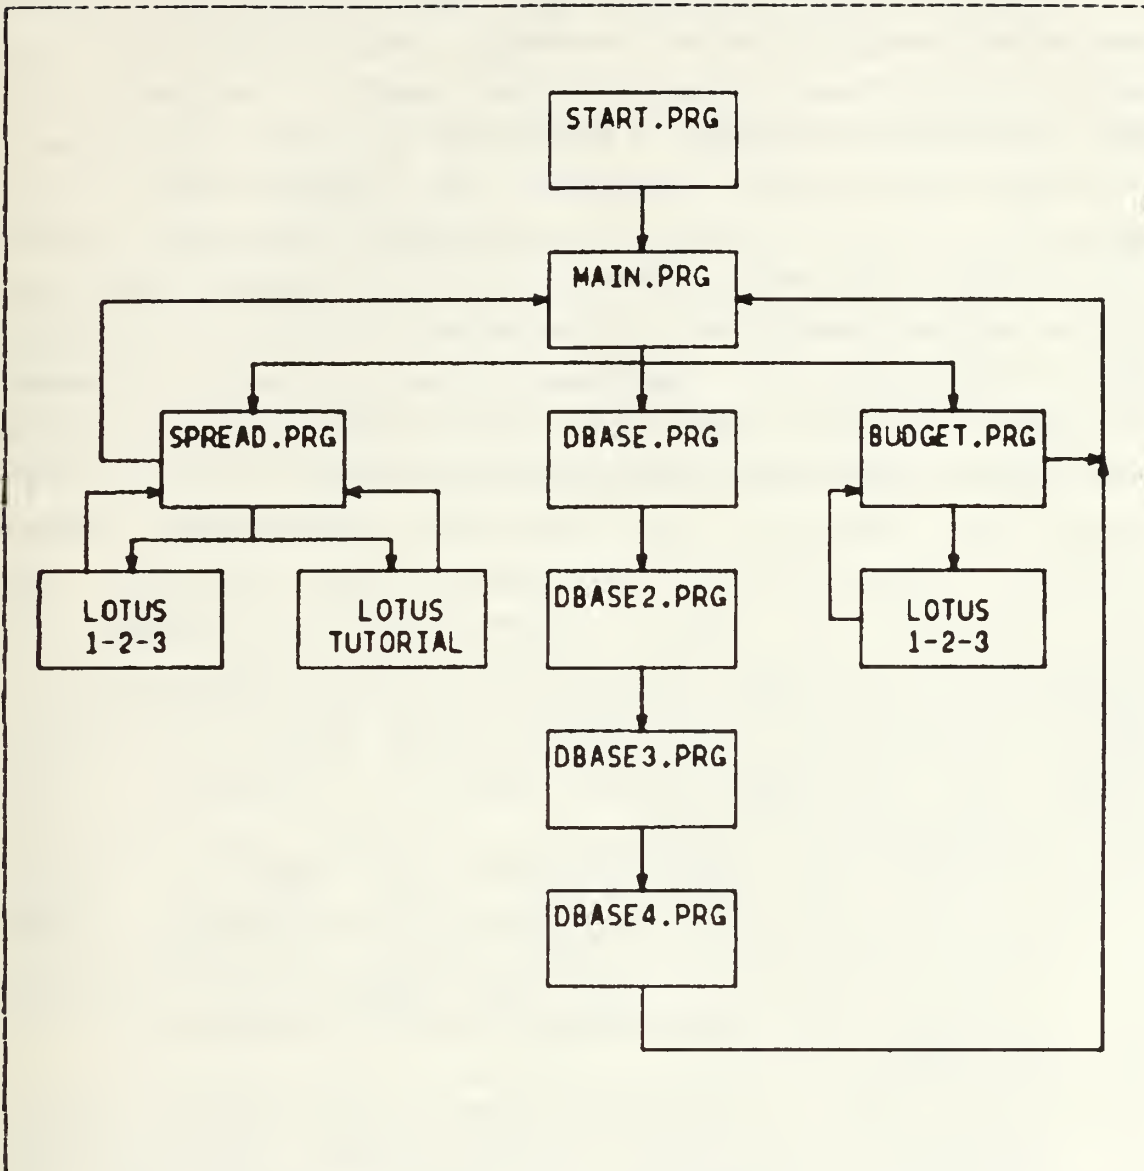 START.PRG
MAIN.PRG
SPREAD.PRG
DBASE.PRG
BUDGET.PRG
LOTUS
1-2-3
LOTUS
TUTORIAL
DBASE2.PRG
LOTUS
1-2-3
DBASE3.PRG
DBASE4.PRG